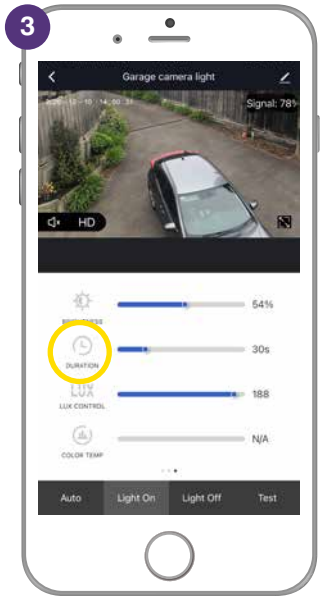 3
Garage camera light
Signal: 78%
HD
BRIGHTNESS
54%
DURATION
30s
LUX
LUX CONTROL
188
COLOR TEMP
N/A
Auto
Light On
Light Off
Test